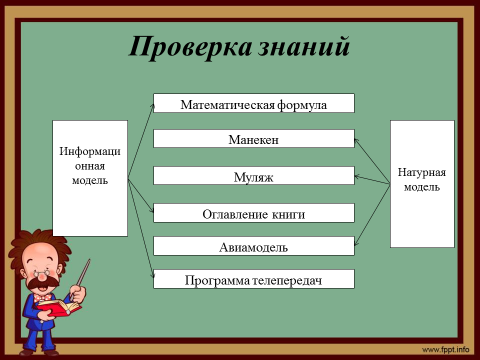 Проверка знаний
Математическая формула
Манекен
Информаци
онная
модель
Муляж
Натурная
модель
Оглавление книги
Авиамодель
Программа телепередач
www.fppt.info